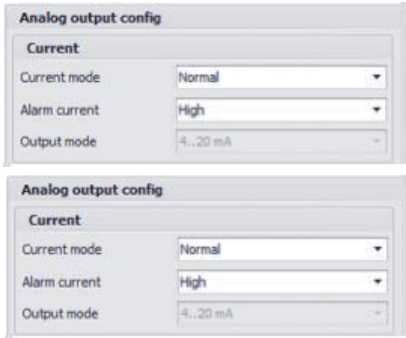 Analog output config
Current
Current mode Normal
Alarm current High
Output mode 4..20 mA
Analog output config
Current
Current mode Normal
Alarm current High
Output mode 4..20 mA